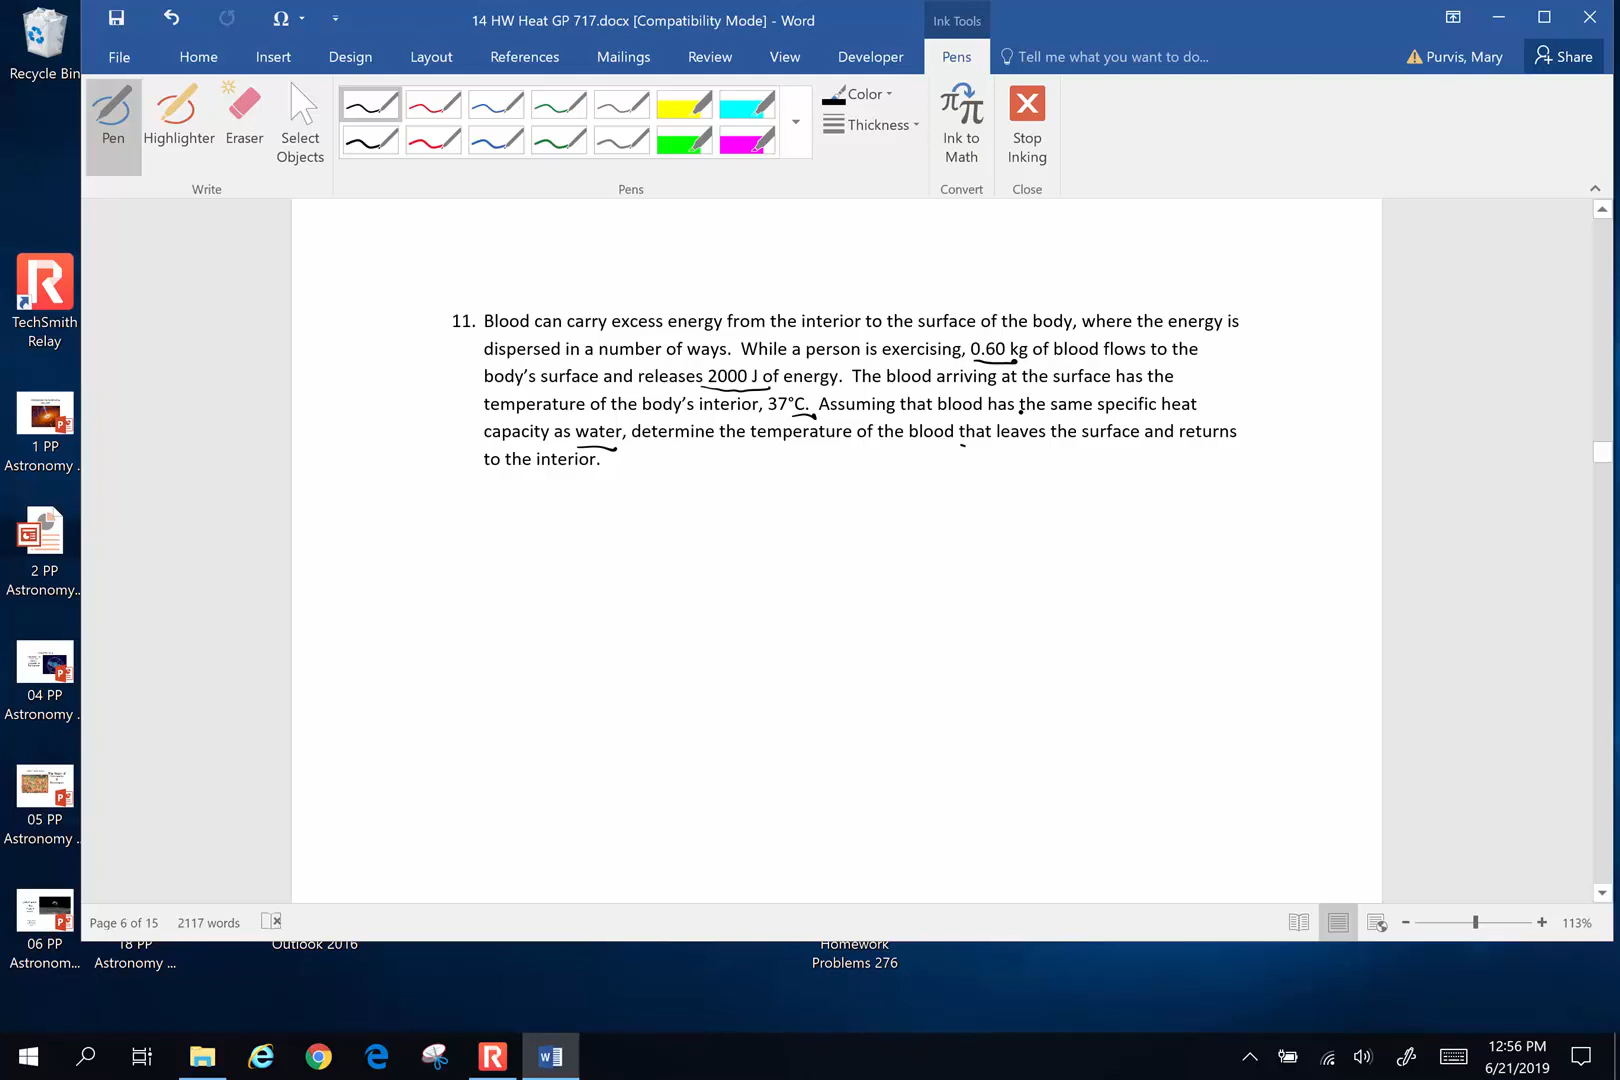 Recycle Bin
14 HW Heat GP 717.docx [Compatibility Mode] - Word
Ink Tools
File Home Insert Design Layout References Mailings Review View Developer Pens Tell me what you want to do... Purvis, Mary Share
Pen Highlighter Eraser Select Objects
Color
Thickness
Ink to Math
Stop Inking
Write Pens Convert Close
11. Blood can carry excess energy from the interior to the surface of the body, where the energy is
dispersed in a number of ways. While a person is exercising, 0.60 kg of blood flows to the
body's surface and releases 2000 J of energy. The blood arriving at the surface has the
temperature of the body's interior, 37°C. Assuming that blood has the same specific heat
capacity as water, determine the temperature of the blood that leaves the surface and returns
to the interior.
TechSmith
Relay
1 PP
Astronomy ...
2 PP
Astronomy...
04 PP
Astronomy ...
05 PP
Astronomy ...
06 PP
Astronom...
18 PP
Astronomy ...
Outlook 2016
Homework
Problems 276
Page 6 of 15 2117 words 113%
12:56 PM
6/21/2019